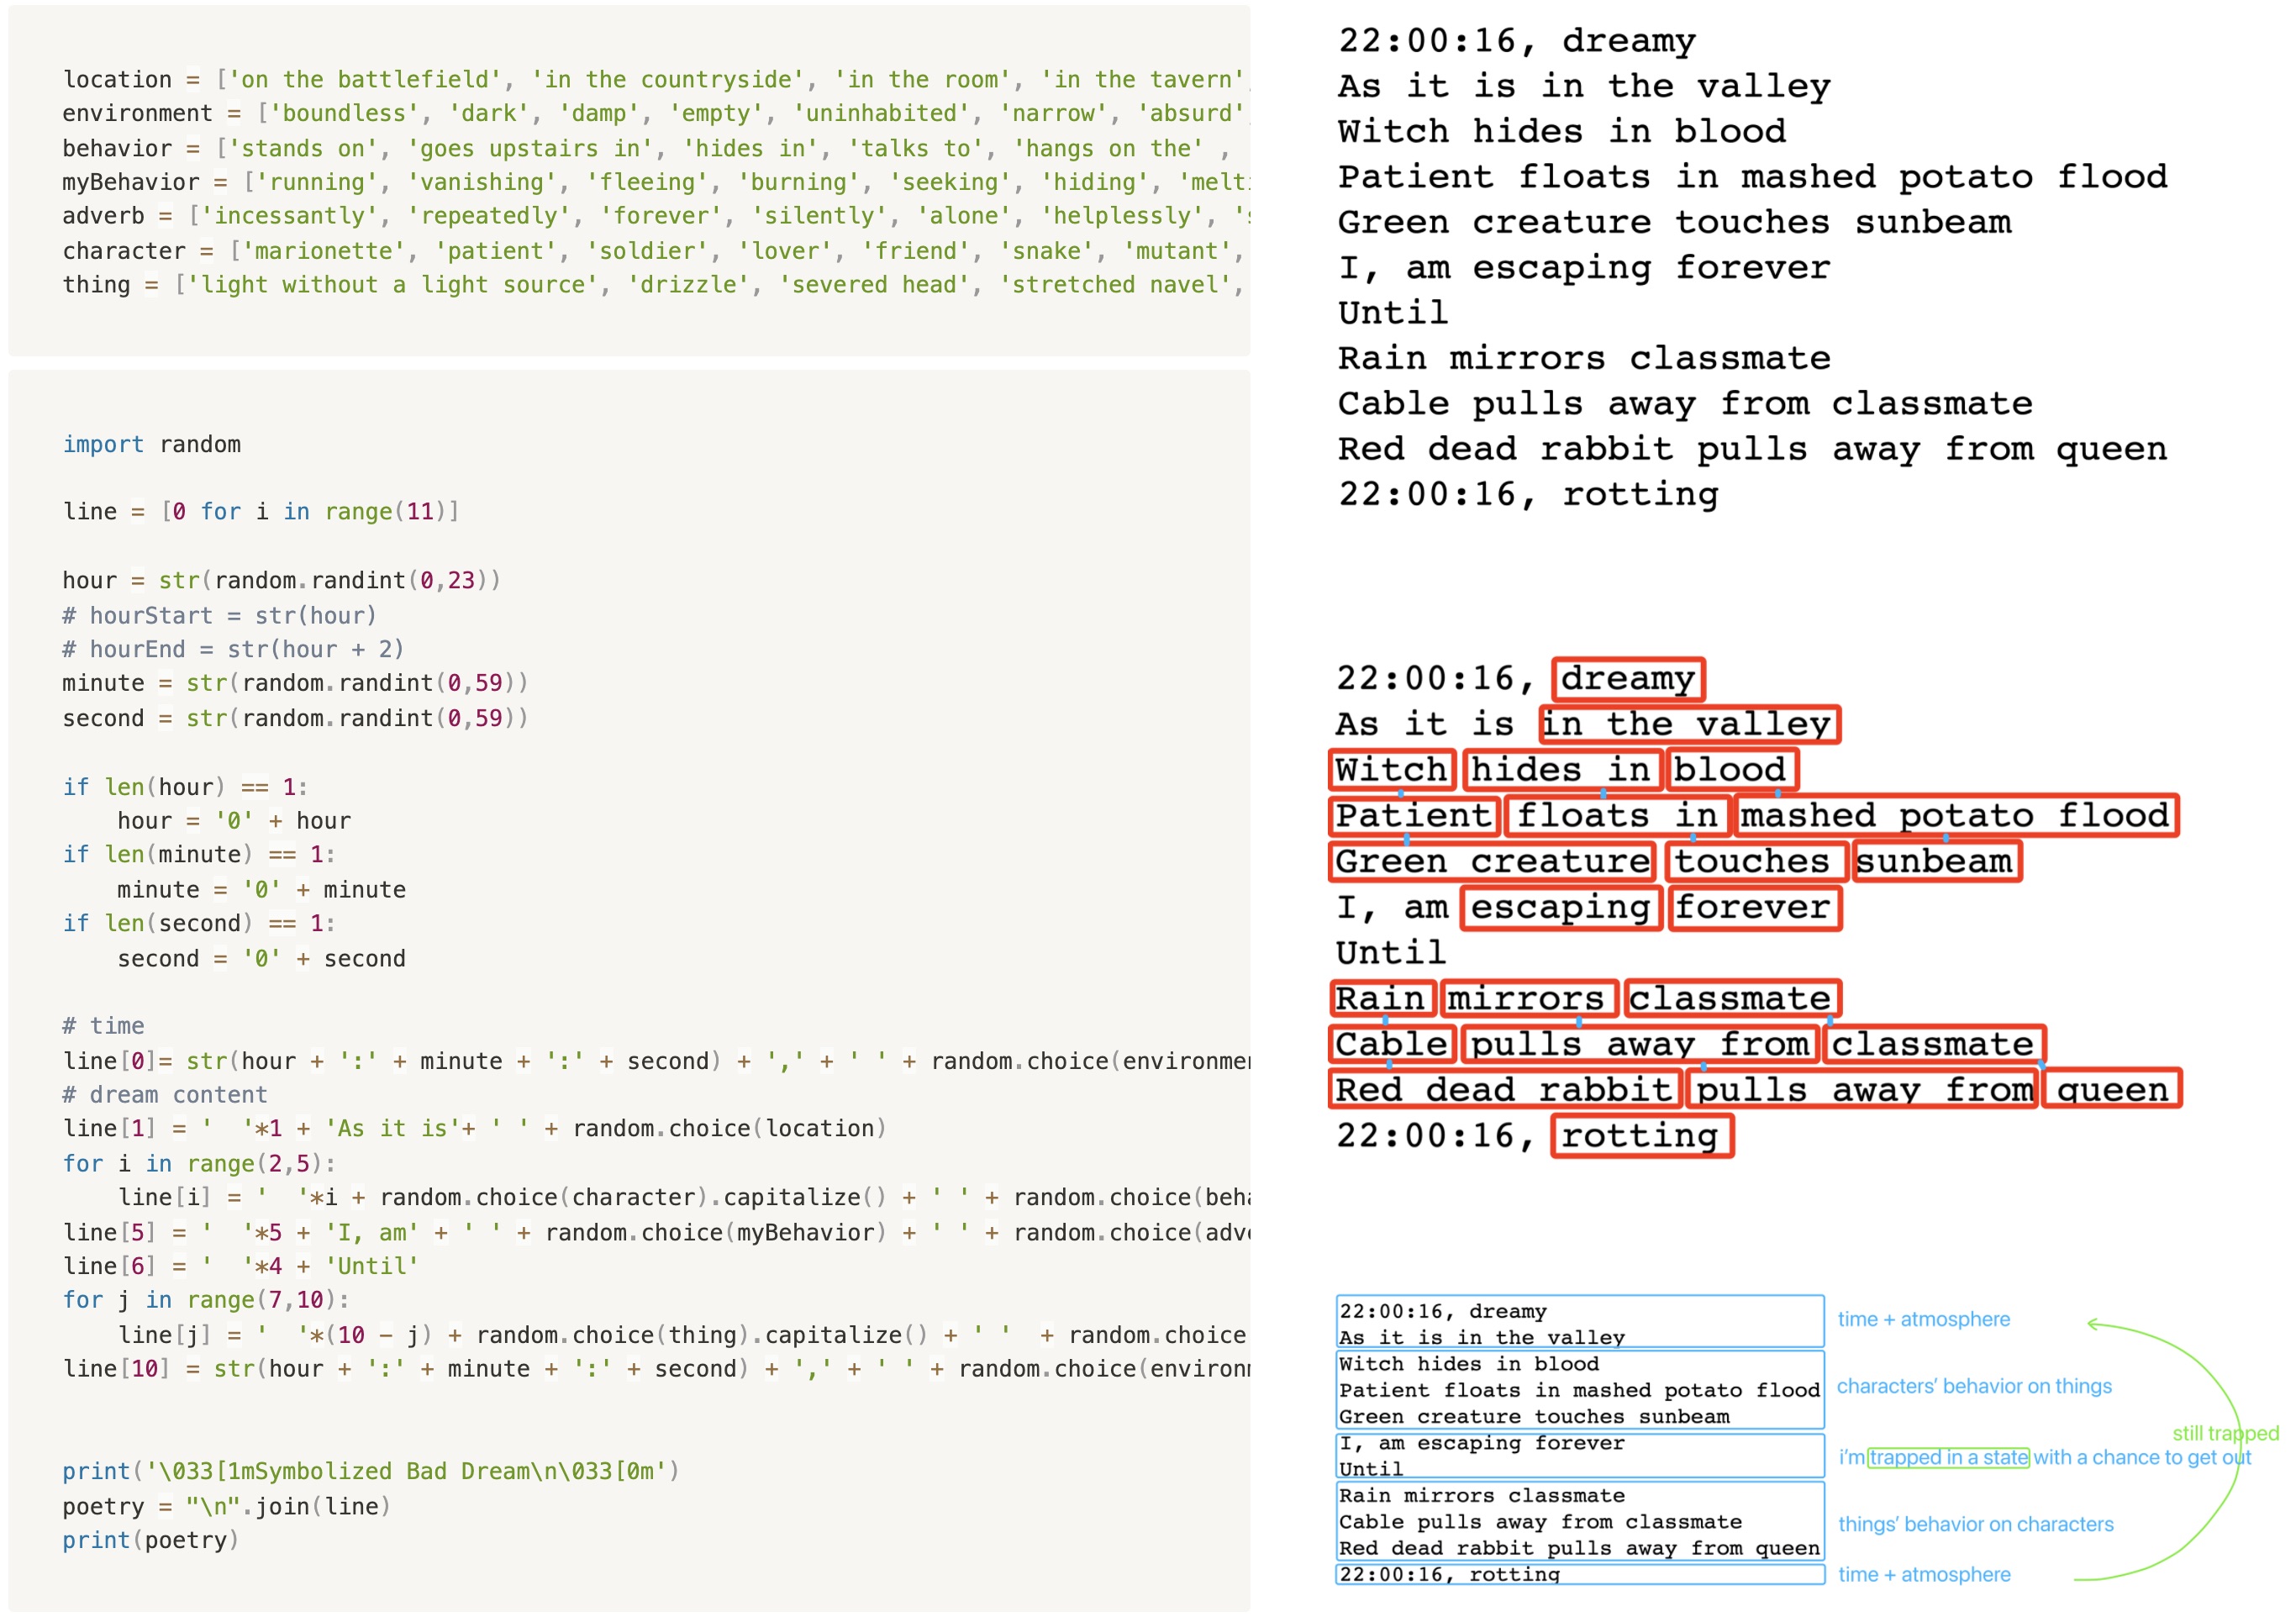 location = ['on the battlefield', 'in the countryside', 'in the room', 'in the tavern',
environment = ['boundless', 'dark', 'damp', 'empty', 'uninhabited', 'narrow', 'absurd',
behavior = ['stands on', 'goes upstairs in', 'hides in', 'talks to', 'hangs on the' ,
myBehavior = ['running', 'vanishing', 'fleeing', 'burning', 'seeking', 'hiding', 'melti
adverb = ['incessantly', 'repeatedly', 'forever', 'silently', 'alone', 'helplessly', 's
character = ['marionette', 'patient', 'soldier', 'lover', 'friend', 'snake', 'mutant',
thing = ['light without a light source', 'drizzle', 'severed head', 'stretched navel',
import random
line = [0 for i in range(11)]
hour = str(random.randint(0,23))
# hourStart = str(hour)
# hourEnd = str(hour + 2)
minute = str(random.randint(0,59))
second = str(random.randint(0,59))
if len(hour) == 1:
    hour = '0' + hour
if len(minute) == 1:
    minute = '0' + minute
if len(second) == 1:
    second = '0' + second
# time
line[0]= str(hour + ':' + minute + ':' + second) + ',' + ' ' + random.choice(environmen
# dream content
line[1] = '  '*1 + 'As it is'+ ' ' + random.choice(location)
for i in range(2,5):
    line[i] = '  '*i + random.choice(character).capitalize() + ' ' + random.choice(beha
line[5] = '  '*5 + 'I, am' + ' ' + random.choice(myBehavior) + ' ' + random.choice(adve
line[6] = '  '*4 + 'Until'
for j in range(7,10):
    line[j] = '  '*(10 − j) + random.choice(thing).capitalize() + ' '  + random.choice
line[10] = str(hour + ':' + minute + ':' + second) + ',' + ' ' + random.choice(environm
print('\033[1mSymbolized Bad Dream\n\033[0m')
poetry = "\n".join(line)
print(poetry)
22:00:16, dreamy
As it is in the valley
Witch hides in blood
Patient floats in mashed potato flood
Green creature touches sunbeam
I, am escaping forever
Until
Rain mirrors classmate
Cable pulls away from classmate
Red dead rabbit pulls away from queen
22:00:16, rotting
22:00:16, dreamy
As it is in the valley
Witch hides in blood
Patient floats in mashed potato flood
Green creature touches sunbeam
I, am escaping forever
Until
Rain mirrors classmate
Cable pulls away from classmate
Red dead rabbit pulls away from queen
22:00:16, rotting
22:00:16, dreamy
As it is in the valley
time + atmosphere
Witch hides in blood
Patient floats in mashed potato flood
Green creature touches sunbeam
characters' behavior on things
I, am escaping forever
Until
still trapped
i'm trapped in a state with a chance to get out
Rain mirrors classmate
Cable pulls away from classmate
Red dead rabbit pulls away from queen
things' behavior on characters
22:00:16, rotting
time + atmosphere